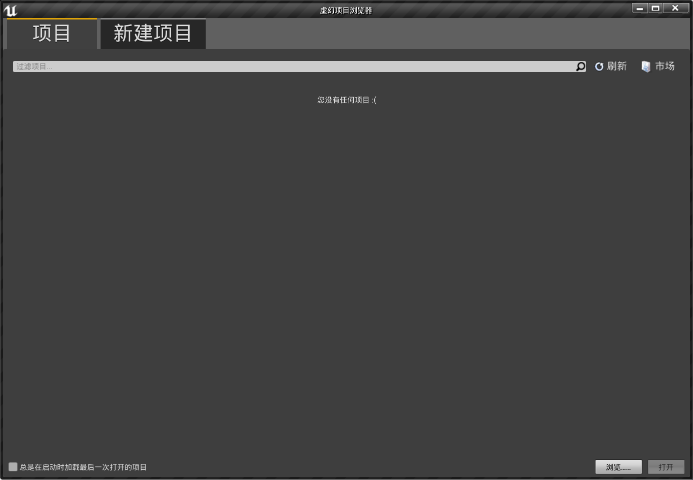 虚幻项目浏览器
项目
新建项目
过滤项目...
刷新
市场
您没有任何项目 :(
总是在启动时加载最后一次打开的项目
浏览......
打开